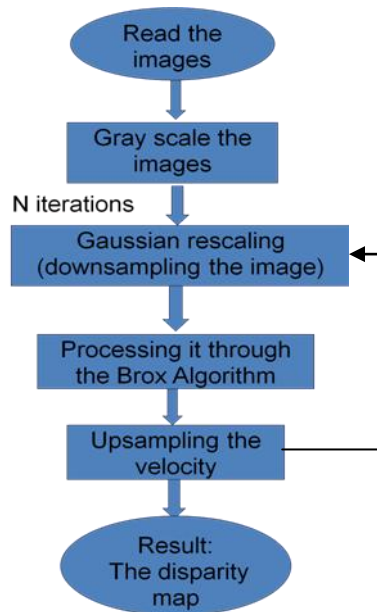 Read the
images
Gray scale the
images
N iterations
Gaussian rescaling
(downsampling the image)
Processing it through
the Brox Algorithm
Upsampling the
velocity
Result:
The disparity
map